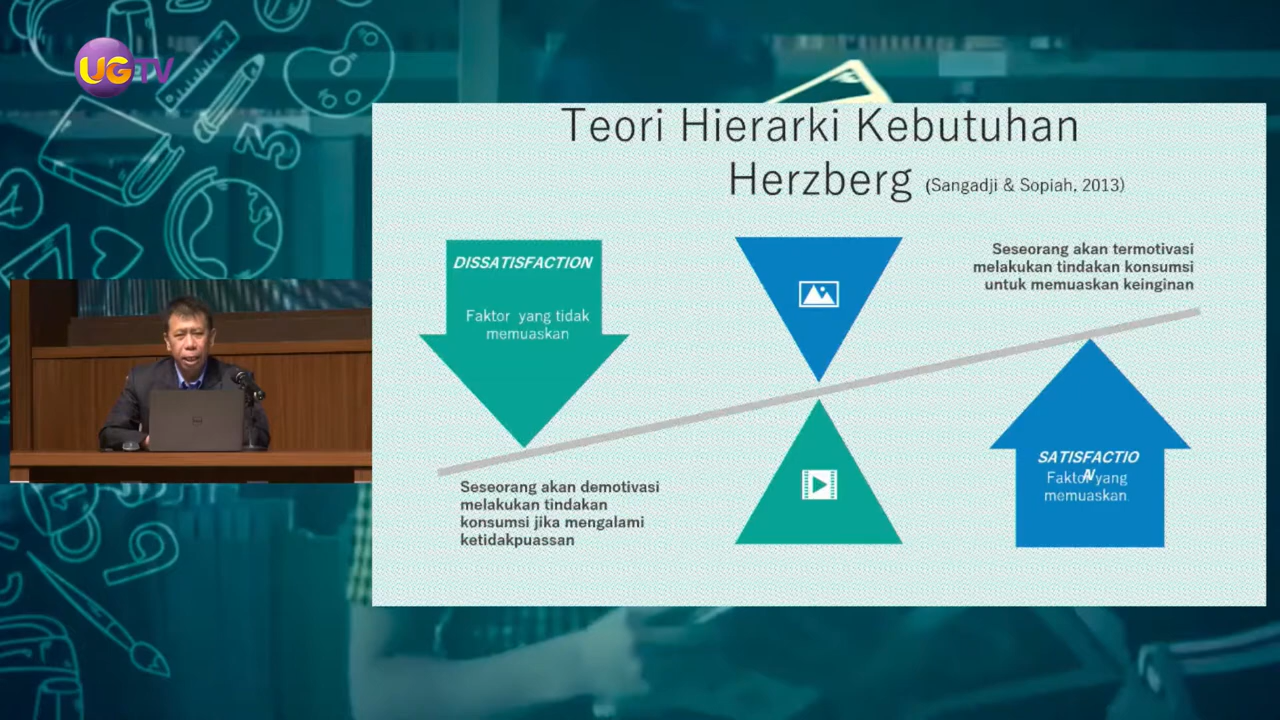 UGTV
Teori Hierarki Kebutuhan
Herzberg (Sangadji & Sopiah, 2013)
DISSATISFACTION
Faktor yang tidak
memuaskan
Seseorang akan termotivasi
melakukan tindakan konsumsi
untuk memuaskan keinginan
Seseorang akan demotivasi
melakukan tindakan
konsumsi jika mengalami
ketidakpuassan
SATISFACTIO
N
Faktor yang
memuaskan